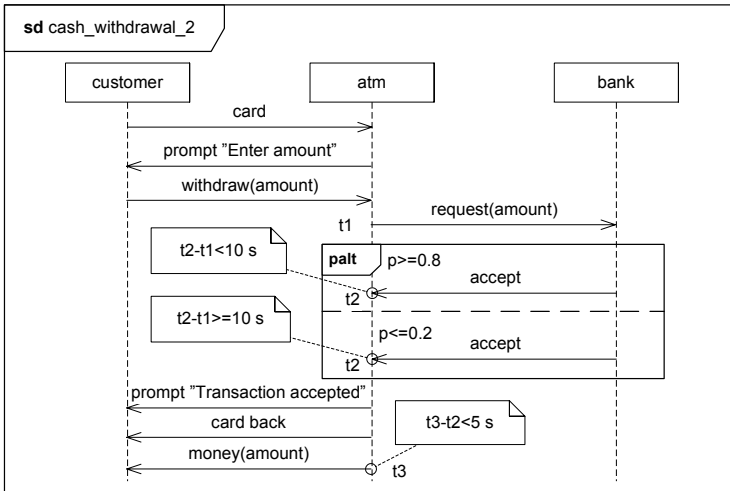 sd cash_withdrawal_2
customer
atm
bank
card
prompt ”Enter amount”
withdraw(amount)
t1
request(amount)
t2-t1<10 s
palt
p>=0.8
accept
t2
t2-t1>=10 s
p<=0.2
accept
t2
prompt ”Transaction accepted”
card back
t3-t2<5 s
money(amount)
t3